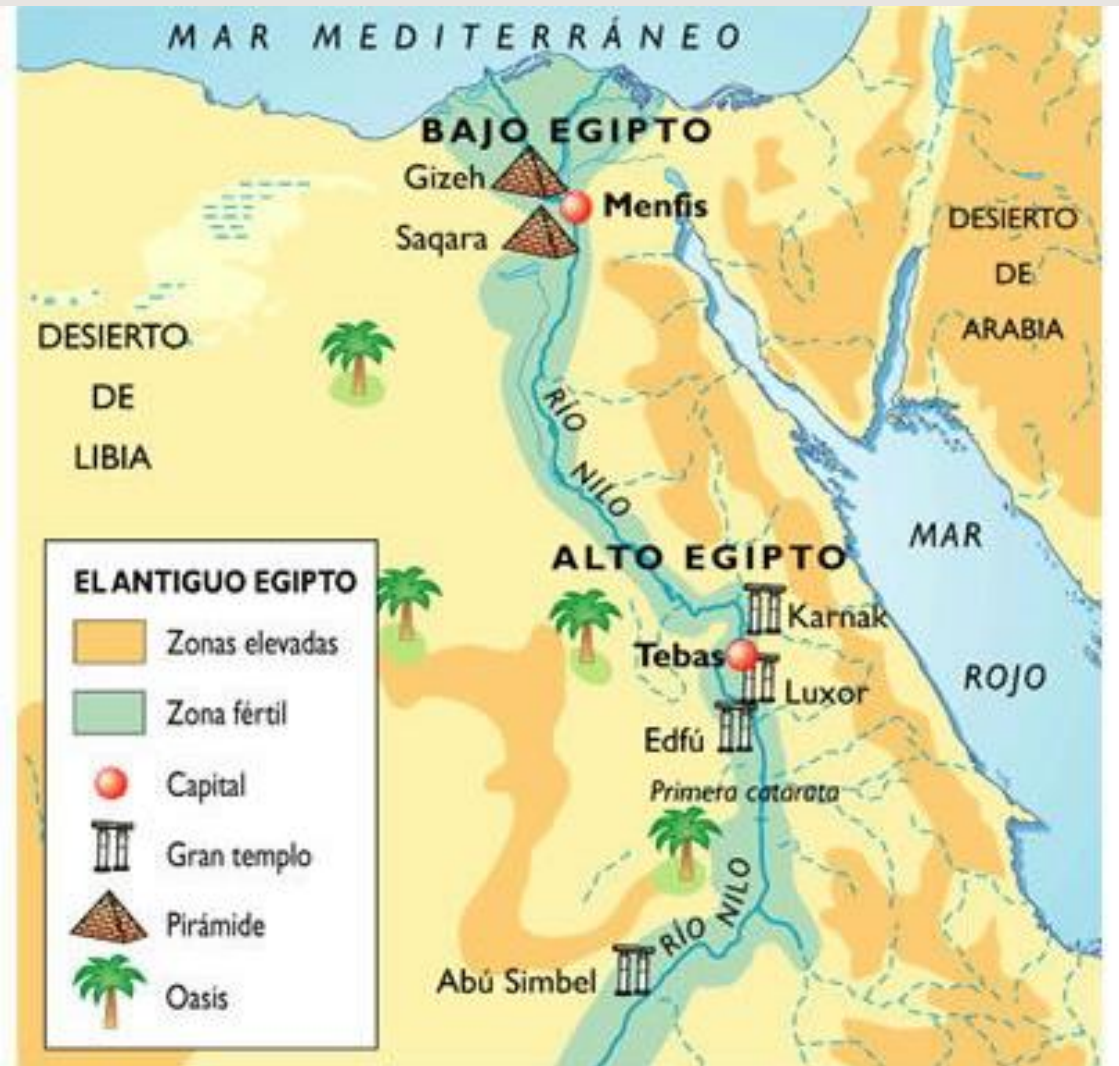 MAR MEDITERRÁNEO
BAJO EGIPTO
Gizeh
Menfis
Saqara
DESIERTO
DE
ARABIA
DESIERTO
DE
LIBIA
RÍO
NILO
MAR
ROJO
ALTO EGIPTO
Karnak
Tebas
Luxor
Edfú
Primera catarata
RÍO NILO
Abú Simbel
EL ANTIGUO EGIPTO
Zonas elevadas
Zona fértil
Capital
Gran templo
Pirámide
Oasis